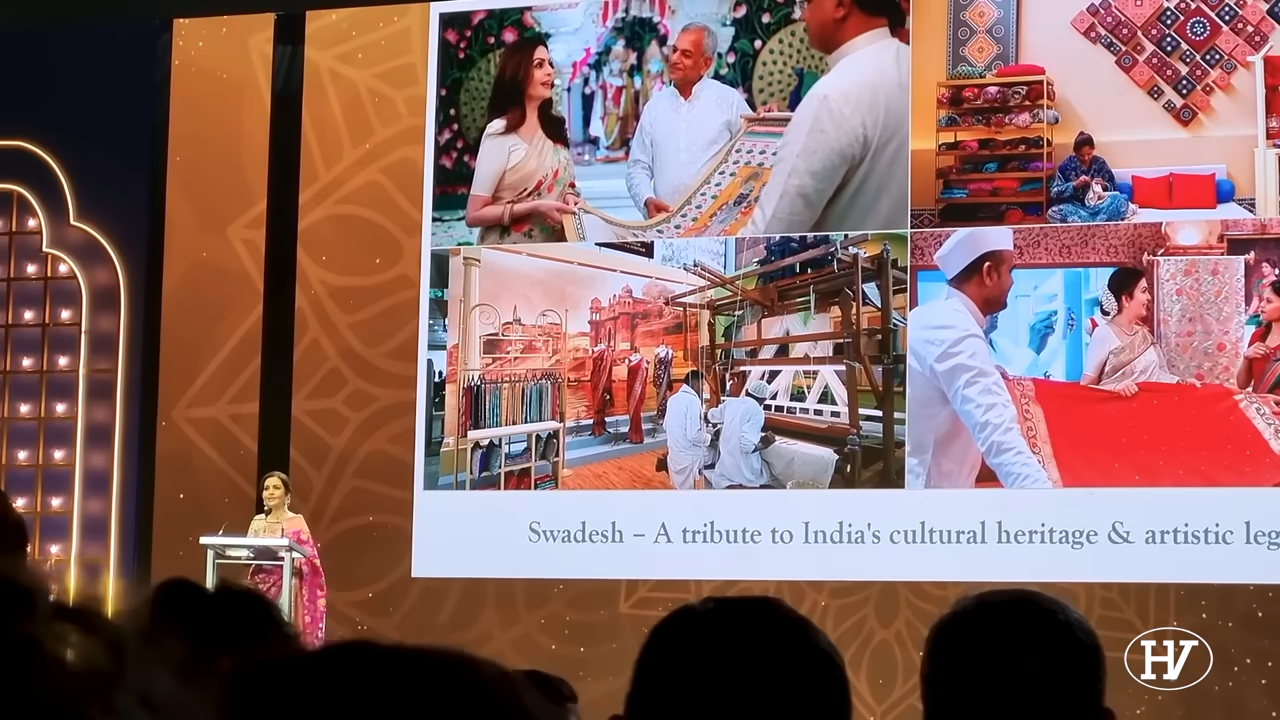 Swadesh – A tribute to India's cultural heritage & artistic leg
HV